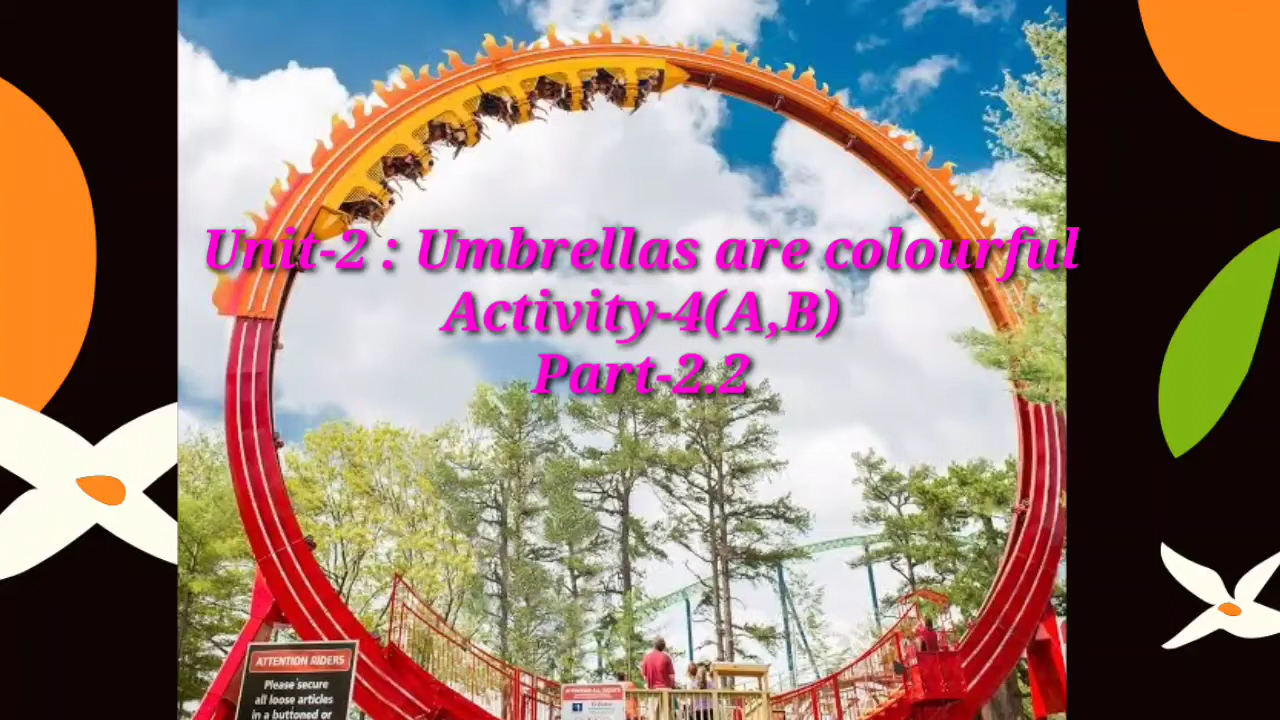 Unit-2 : Umbrellas are colourful
Activity-4(A,B)
Part-2.2
ATTENTION RIDERS
Please secure
all loose articles
in a buttoned or